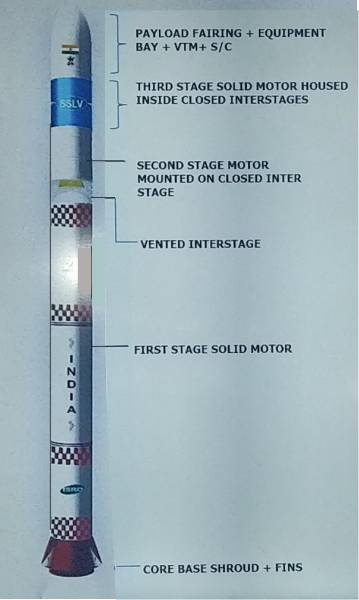 PAYLOAD FAIRING + EQUIPMENT
BAY + VTM+ S/C
THIRD STAGE SOLID MOTOR HOUSED
INSIDE CLOSED INTERSTAGES
SSLV
SECOND STAGE MOTOR
MOUNTED ON CLOSED INTER
STAGE
VENTED INTERSTAGE
FIRST STAGE SOLID MOTOR
INDIA
ISRO
CORE BASE SHROUD + FINS